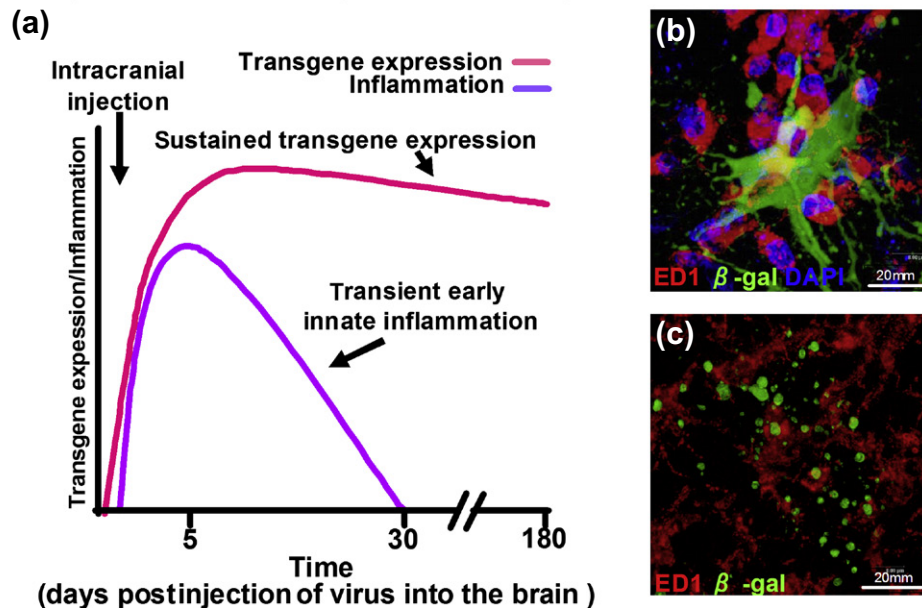 (a)
Intracranial
injection
Transgene expression
Inflammation
Sustained transgene expression
Transient early
innate inflammation
Transgene expession/Inflammation
5
30
180
Time
(days postinjection of virus into the brain )
(b)
ED1 β-gal DAPI
20mm
(c)
ED1 β -gal
20mm